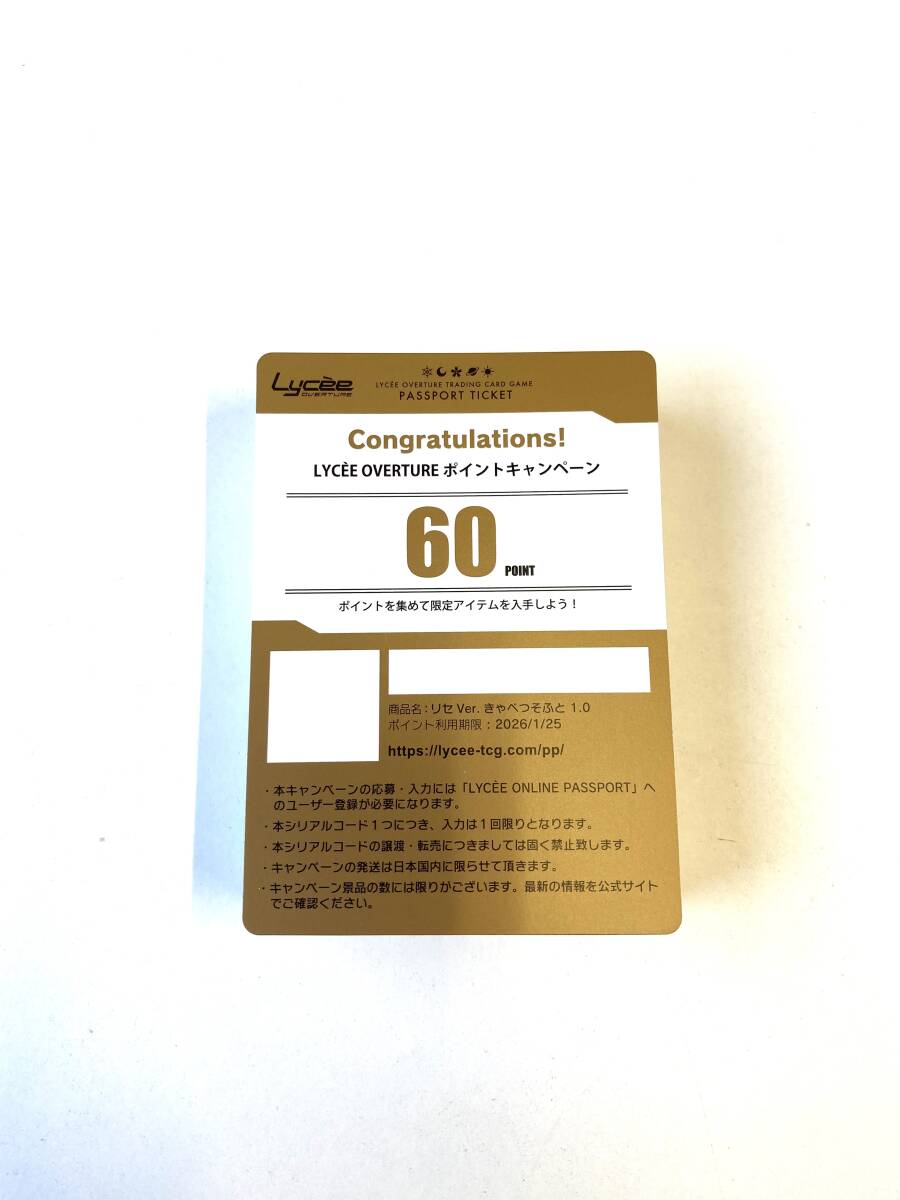 Lycèe
OVERTURE
LYCÈE OVERTURE TRADING CARD GAME
PASSPORT TICKET
Congratulations!
LYCÈE OVERTURE ポイントキャンペーン
60 POINT
ポイントを集めて限定アイテムを入手しよう！
商品名：リセ Ver. きゃべつそふと 1.0
ポイント利用期限：2026/1/25
https://lycee-tcg.com/pp/
・本キャンペーンの応募・入力には「LYCÈE ONLINE PASSPORT」へ
のユーザー登録が必要になります。
・本シリアルコード１つにつき、入力は１回限りとなります。
・本シリアルコードの譲渡・転売につきましては固く禁止致します。
・キャンペーンの発送は日本国内に限らせて頂きます。
・キャンペーン景品の数には限りがございます。最新の情報を公式サイト
でご確認ください。